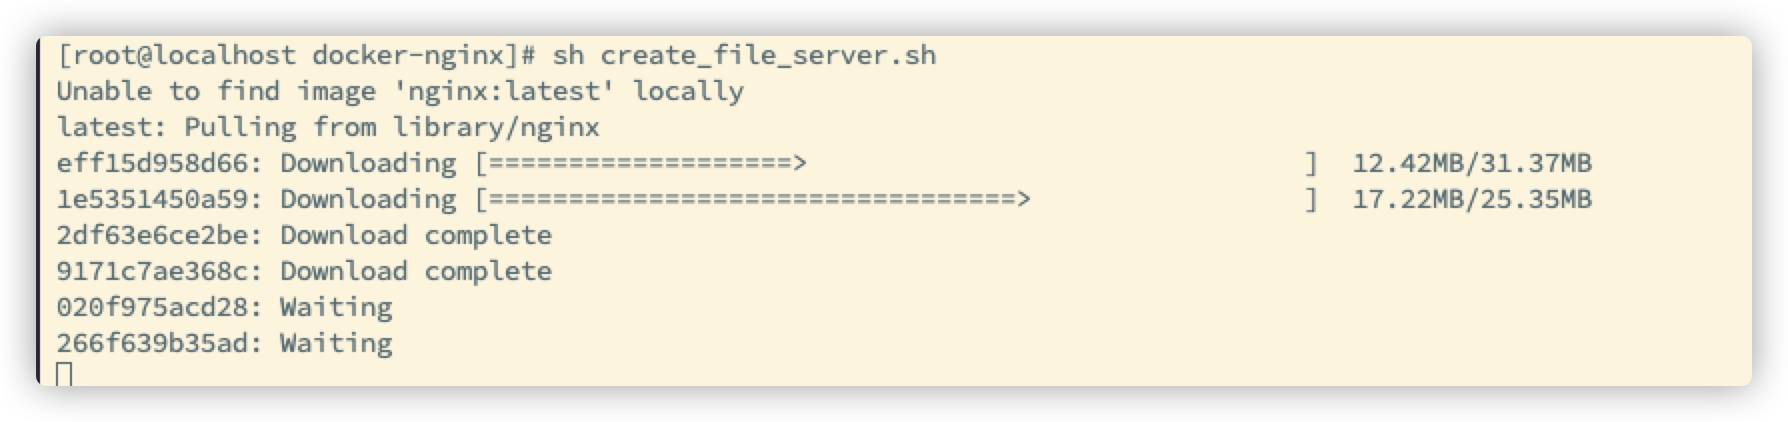 [root@localhost docker-nginx]# sh create_file_server.sh
Unable to find image 'nginx:latest' locally
latest: Pulling from library/nginx
eff15d958d66: Downloading [===================>                               ]  12.42MB/31.37MB
1e5351450a59: Downloading [=================================>                 ]  17.22MB/25.35MB
2df63e6ce2be: Download complete
9171c7ae368c: Download complete
020f975acd28: Waiting
266f639b35ad: Waiting